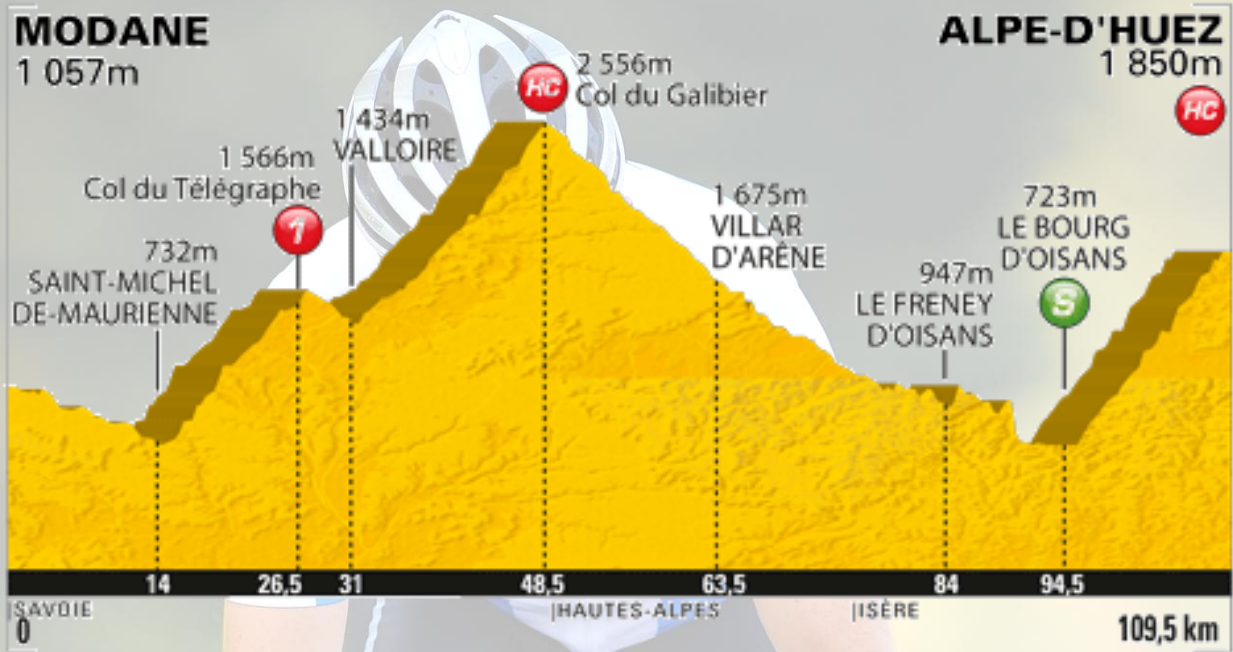 MODANE
1 057m
ALPE-D'HUEZ
1 850m
HC
HC
2 556m
Col du Galibier
1 434m
VALLOIRE
1 566m
Col du Télégraphe
1
732m
SAINT-MICHEL
DE-MAURIENNE
1 675m
VILLAR
D'ARÊNE
723m
LE BOURG
D'OISANS
S
947m
LE FRENEY
D'OISANS
14
26,5
31
48,5
63,5
84
94,5
SAVOIE
HAUTES-ALPES
ISÈRE
0
109,5 km